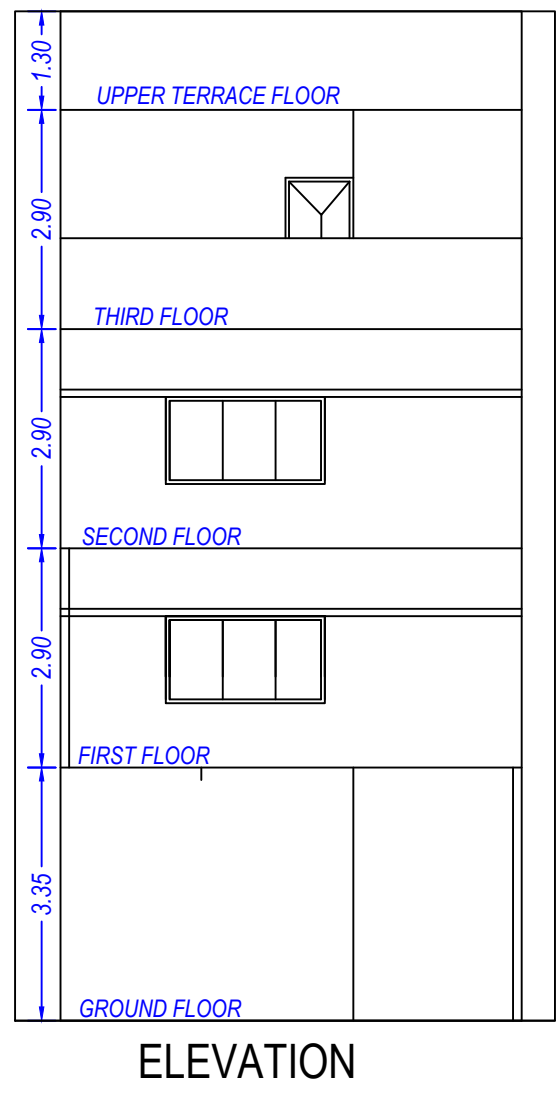 1.30
UPPER TERRACE FLOOR
2.90
THIRD FLOOR
2.90
SECOND FLOOR
2.90
FIRST FLOOR
3.35
GROUND FLOOR
ELEVATION